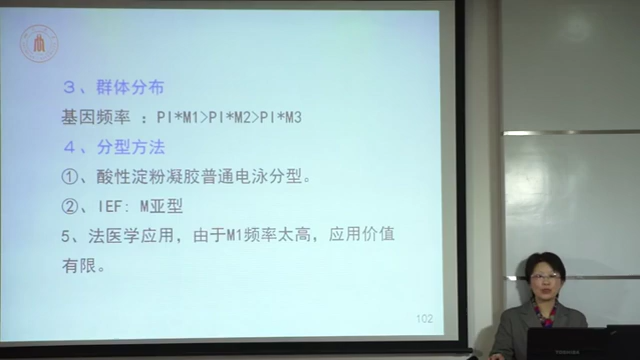 3、群体分布
基因频率 ：PI*M1>PI*M2>PI*M3
4、分型方法
①、酸性淀粉凝胶普通电泳分型。
②、IEF: M亚型
5、法医学应用，由于M1频率太高，应用价值
有限。
102